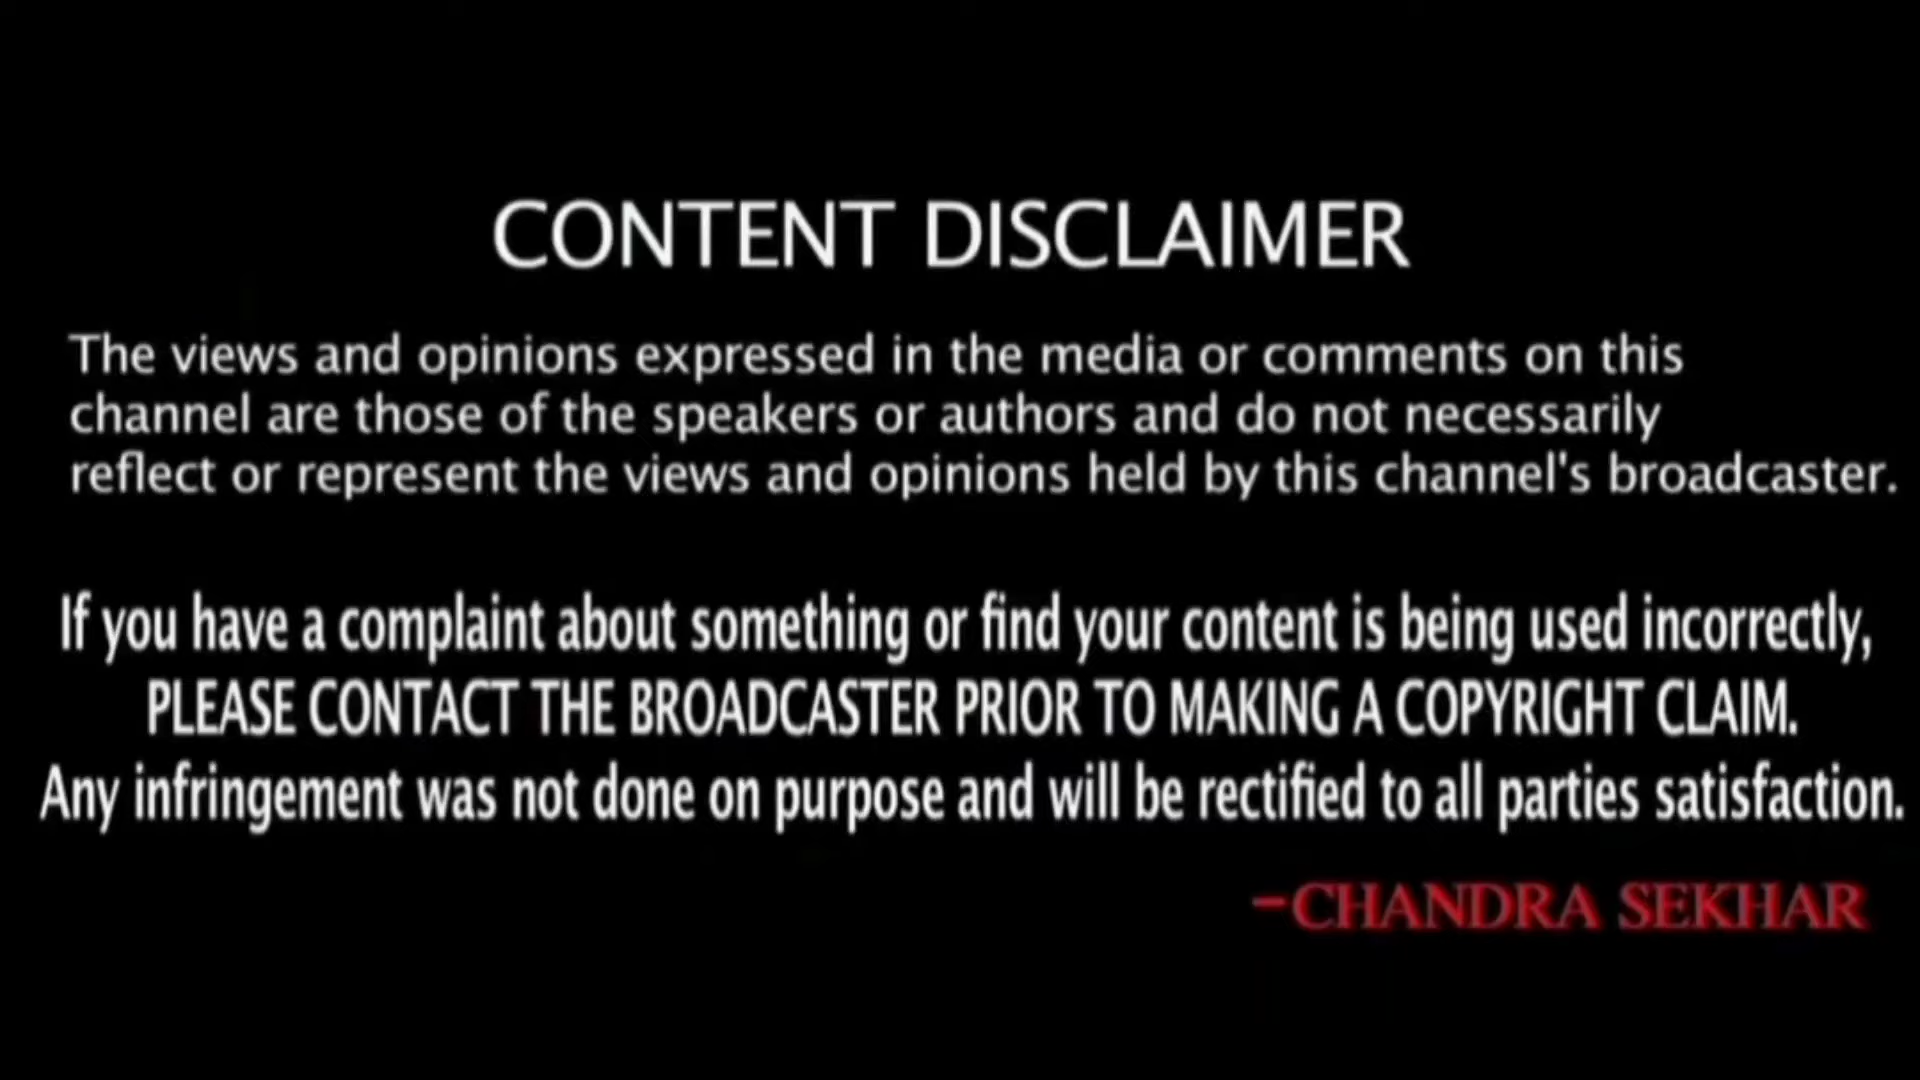 CONTENT DISCLAIMER
The views and opinions expressed in the media or comments on this
channel are those of the speakers or authors and do not necessarily
reflect or represent the views and opinions held by this channel's broadcaster.
If you have a complaint about something or find your content is being used incorrectly,
PLEASE CONTACT THE BROADCASTER PRIOR TO MAKING A COPYRIGHT CLAIM.
Any infringement was not done on purpose and will be rectified to all parties satisfaction.
-CHANDRA SEKHAR